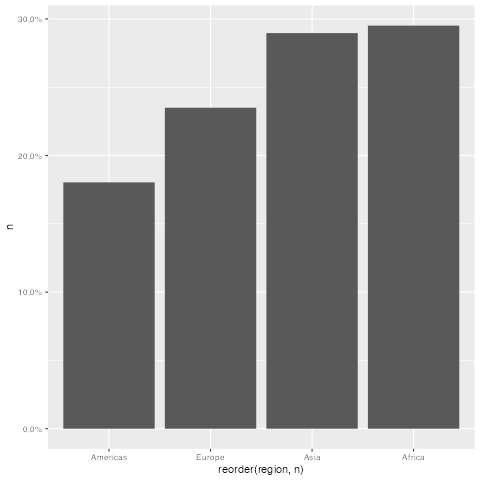 30.0%
20.0%
n
10.0%
0.0%
Americas Europe Asia Africa
reorder(region, n)